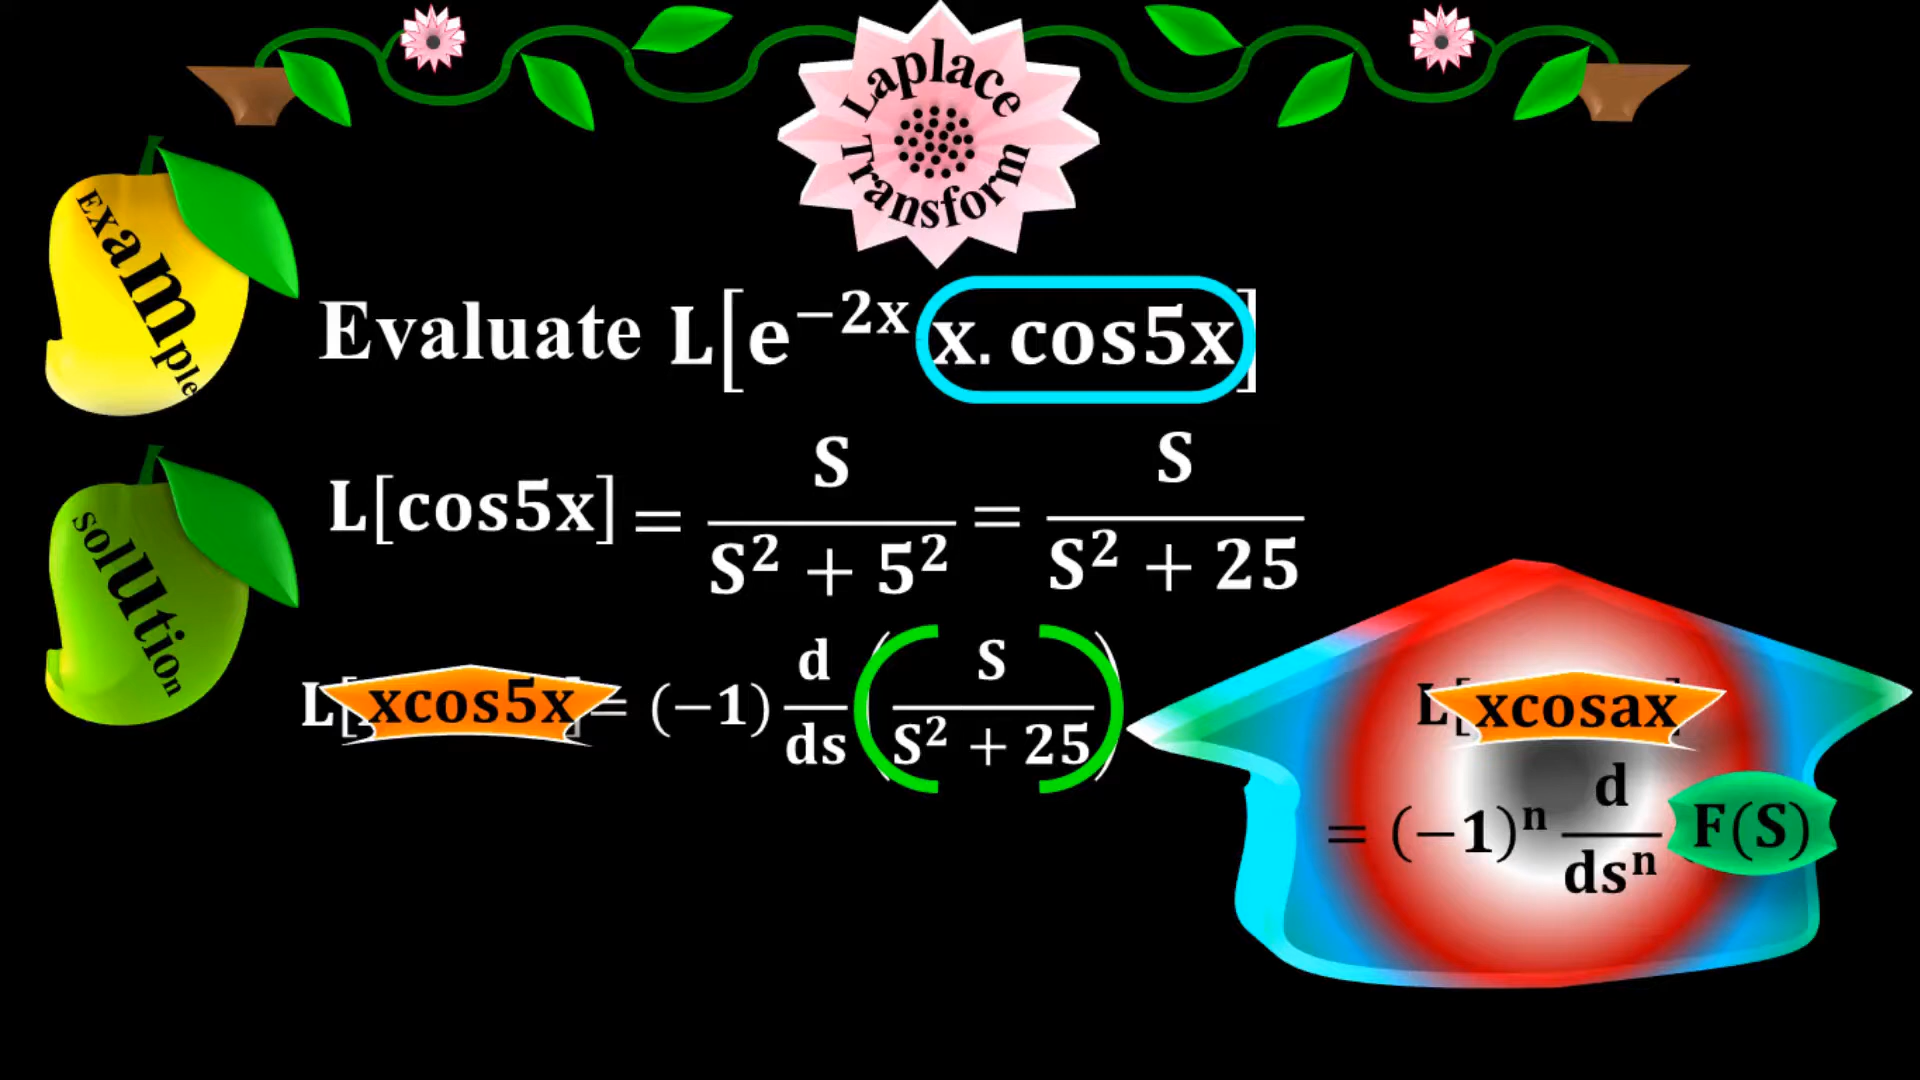 Laplace
Transform
Example
Evaluate L[e⁻²ˣ x. cos5x]
solUtion
L[cos5x] = S / (S² + 5²) = S / (S² + 25)
L[xcos5x] = (−1) d/ds (S / (S² + 25))
L[xcosax]
= (−1)ⁿ d/dsⁿ F(S)